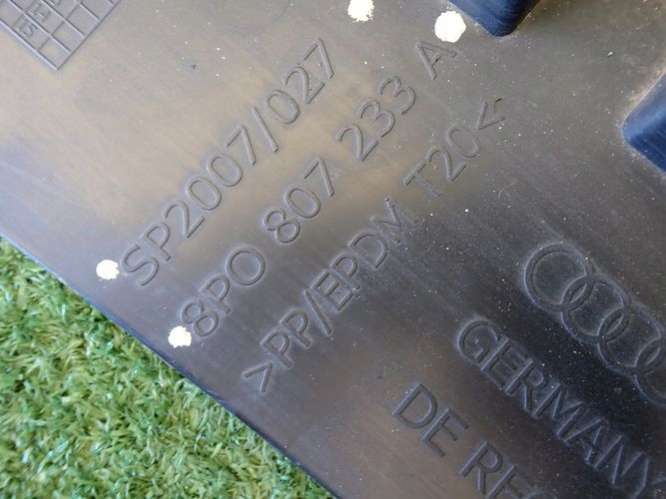 SP2007/027
8P0 807 233 A
>PP/EPDM T20<
GERMANY
DE